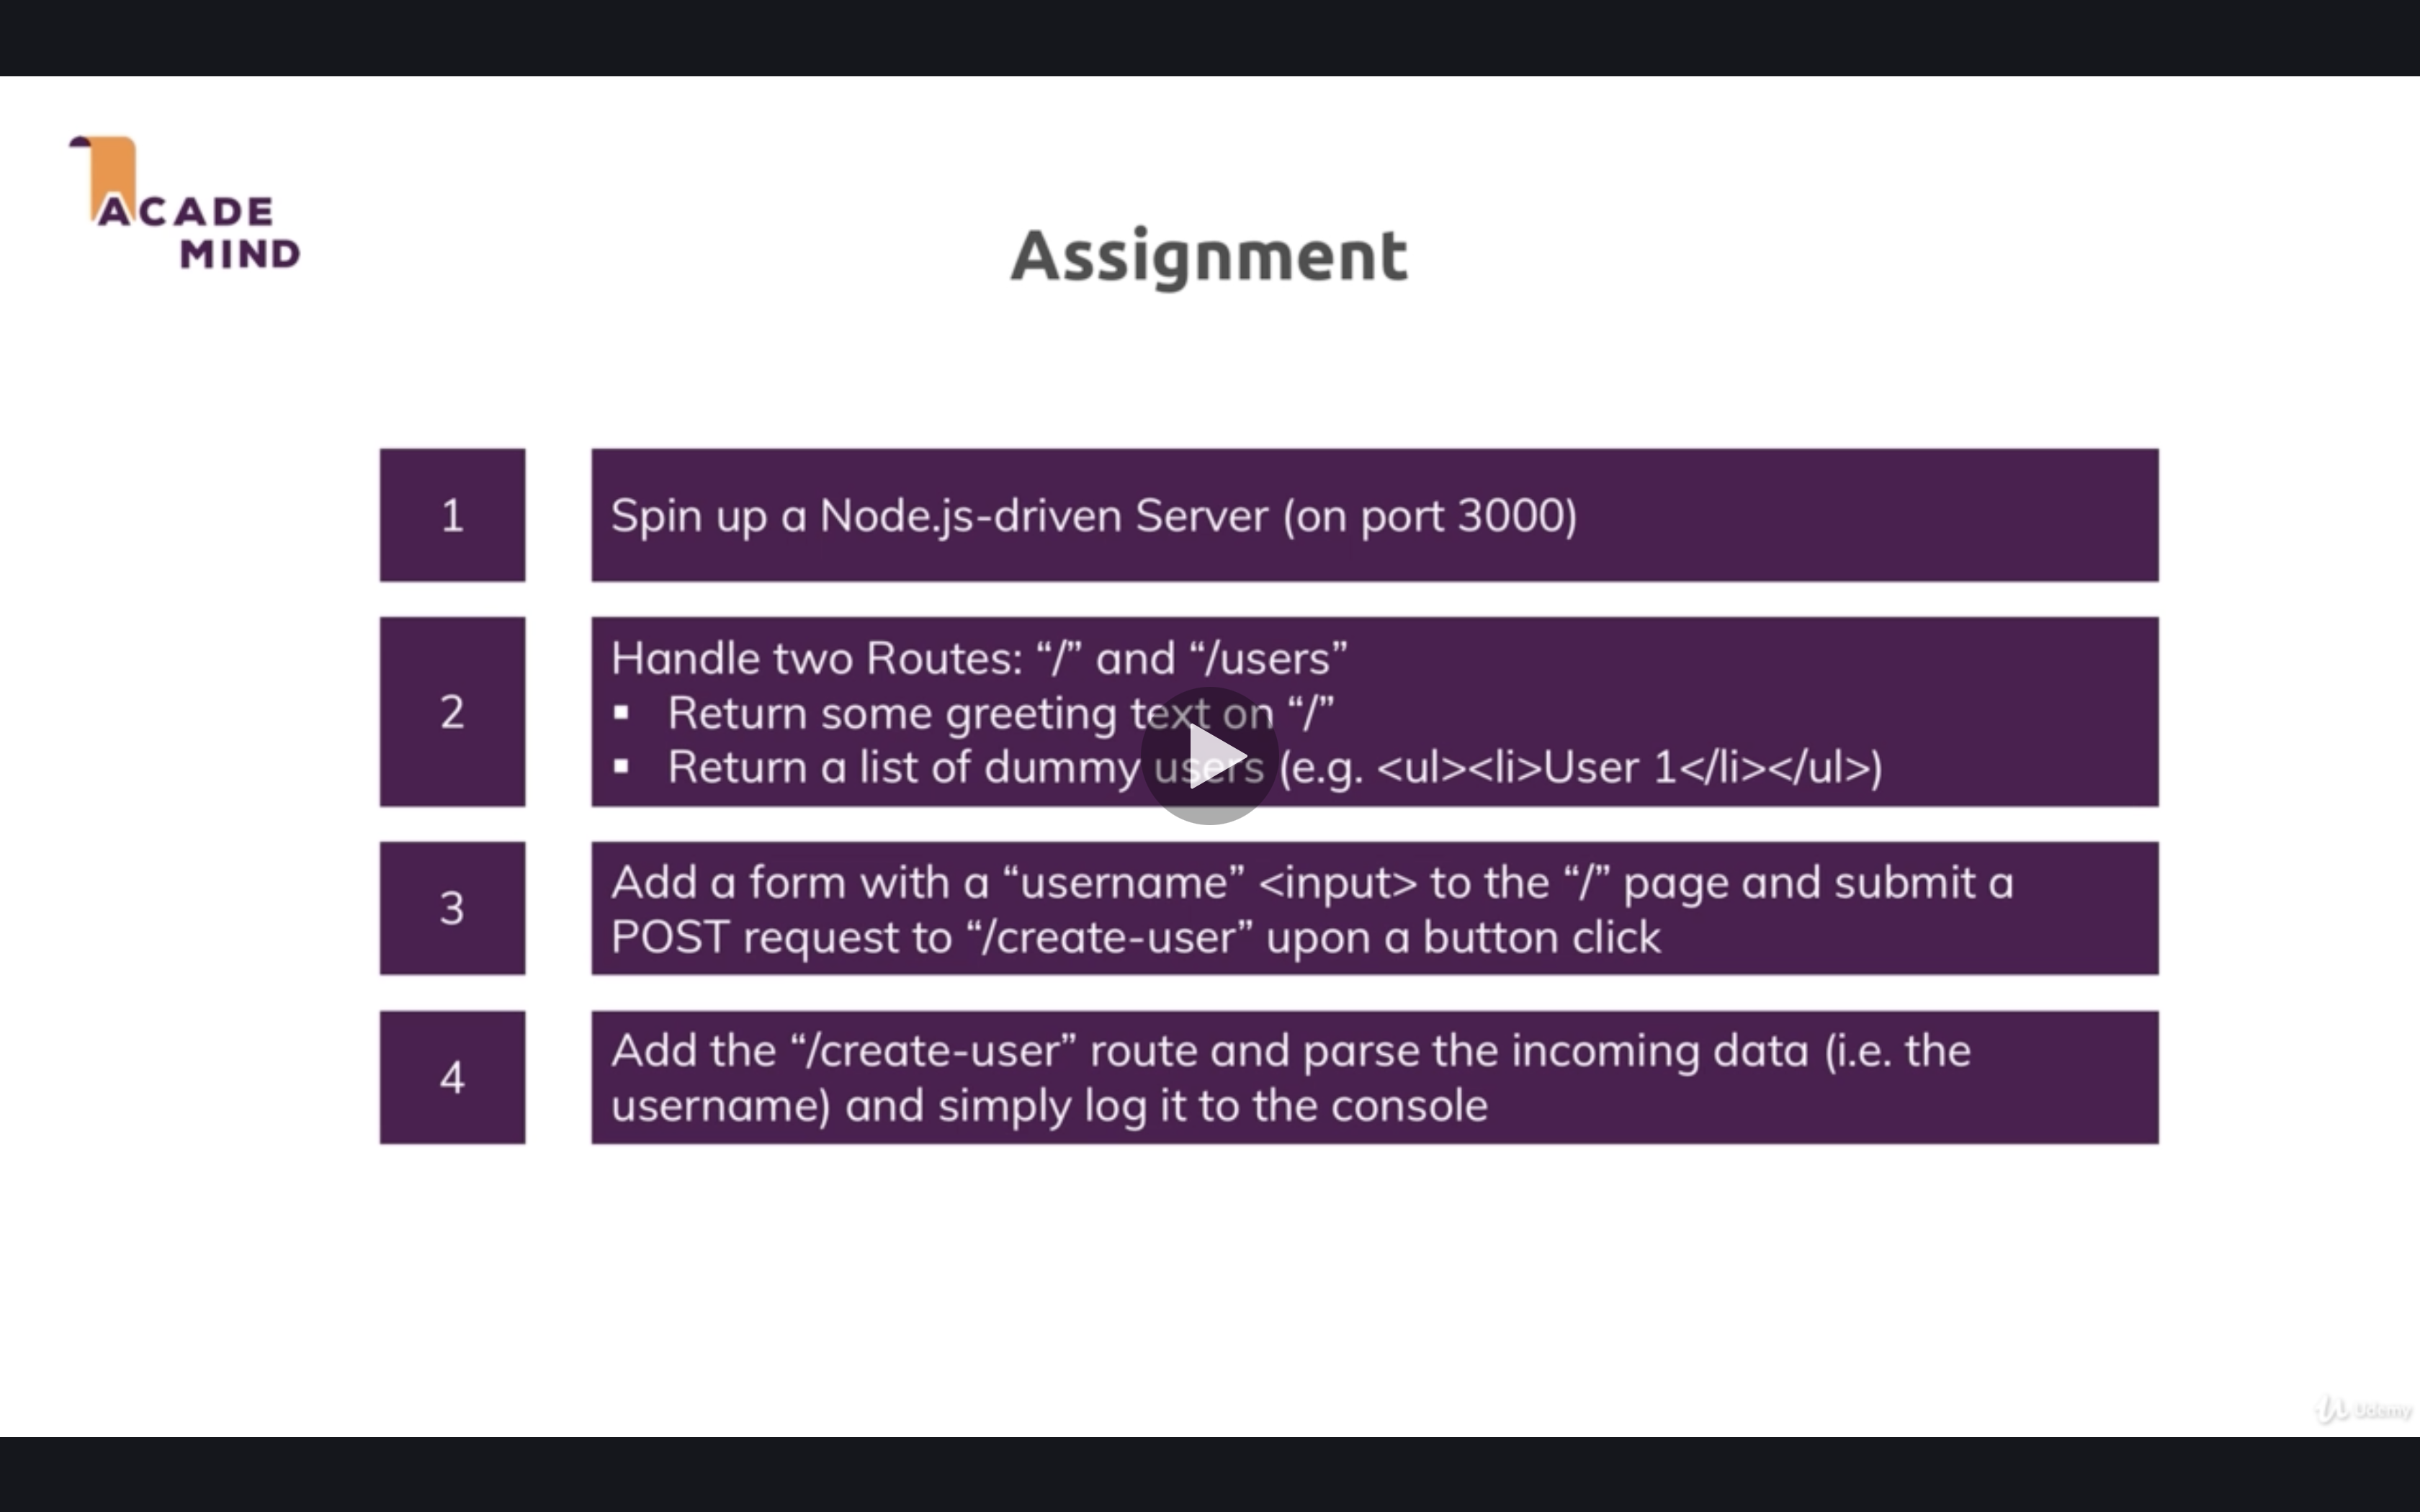 ACADE
MIND
Assignment
1
Spin up a Node.js-driven Server (on port 3000)
2
Handle two Routes: “/” and “/users”
▪ Return some greeting text on “/”
▪ Return a list of dummy users (e.g. <ul><li>User 1</li></ul>)
3
Add a form with a “username” <input> to the “/” page and submit a
POST request to “/create-user” upon a button click
4
Add the “/create-user” route and parse the incoming data (i.e. the
username) and simply log it to the console
Udemy